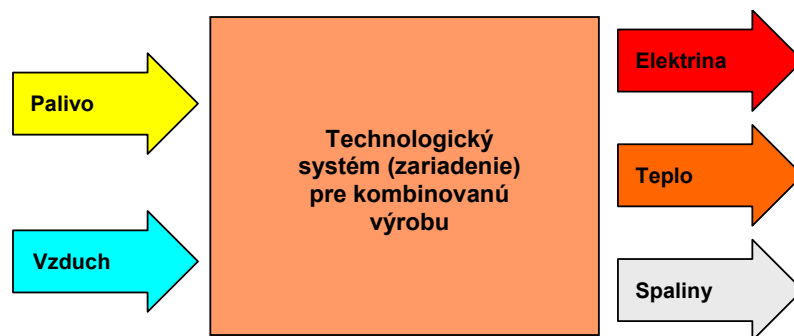 Palivo
Vzduch
Technologický
systém (zariadenie)
pre kombinovanú
výrobu
Elektrina
Teplo
Spaliny